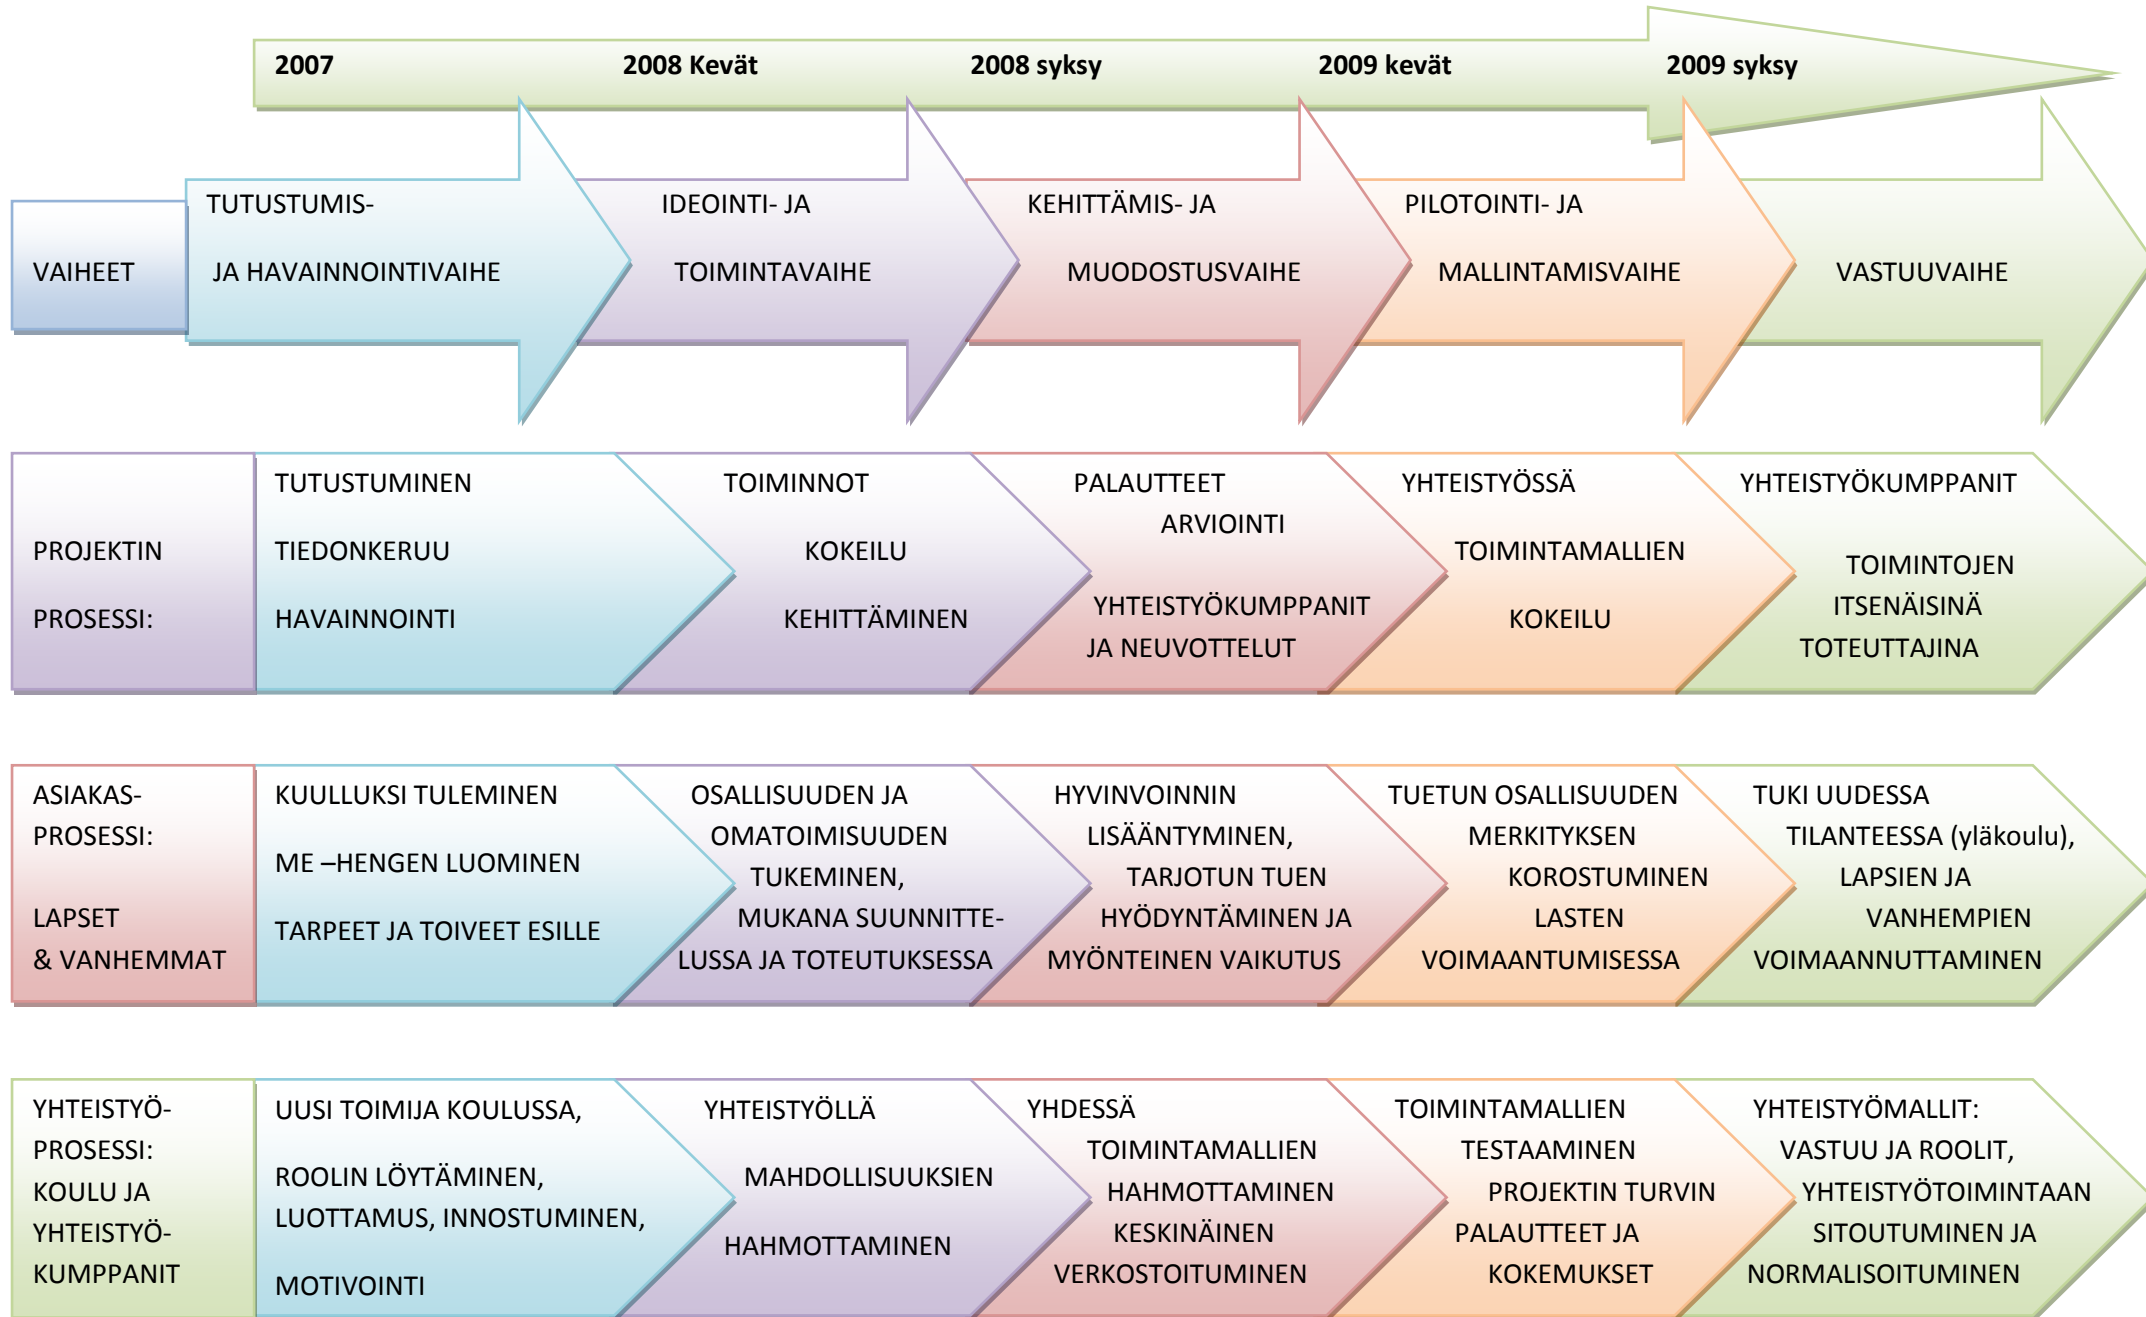 2007
2008 Kevät
2008 syksy
2009 kevät
2009 syksy
VAIHEET
TUTUSTUMIS-
JA HAVAINNOINTIVAIHE
IDEOINTI- JA
TOIMINTAVAIHE
KEHITTÄMIS- JA
MUODOSTUSVAIHE
PILOTOINTI- JA
MALLINTAMISVAIHE
VASTUUVAIHE
PROJEKTIN
PROSESSI:
TUTUSTUMINEN
TIEDONKERUU
HAVAINNOINTI
TOIMINNOT
KOKEILU
KEHITTÄMINEN
PALAUTTEET
ARVIOINTI
YHTEISTYÖKUMPPANIT
JA NEUVOTTELUT
YHTEISTYÖSSÄ
TOIMINTAMALLIEN
KOKEILU
YHTEISTYÖKUMPPANIT
TOIMINTOJEN
ITSENÄISINÄ
TOTEUTTAJINA
ASIAKAS-
PROSESSI:
LAPSET
& VANHEMMAT
KUULLUKSI TULEMINEN
ME –HENGEN LUOMINEN
TARPEET JA TOIVEET ESILLE
OSALLISUUDEN JA
OMATOIMISUUDEN
TUKEMINEN,
MUKANA SUUNNITTE-
LUSSA JA TOTEUTUKSESSA
HYVINVOINNIN
LISÄÄNTYMINEN,
TARJOTUN TUEN
HYÖDYNTÄMINEN JA
MYÖNTEINEN VAIKUTUS
TUETUN OSALLISUUDEN
MERKITYKSEN
KOROSTUMINEN
LASTEN
VOIMAANTUMISESSA
TUKI UUDESSA
TILANTEESSA (yläkoulu),
LAPSIEN JA
VANHEMPIEN
VOIMAANNUTTAMINEN
YHTEISTYÖ-
PROSESSI:
KOULU JA
YHTEISTYÖ-
KUMPPANIT
UUSI TOIMIJA KOULUSSA,
ROOLIN LÖYTÄMINEN,
LUOTTAMUS, INNOSTUMINEN,
MOTIVOINTI
YHTEISTYÖLLÄ
MAHDOLLISUUKSIEN
HAHMOTTAMINEN
YHDESSÄ
TOIMINTAMALLIEN
HAHMOTTAMINEN
KESKINÄINEN
VERKOSTOITUMINEN
TOIMINTAMALLIEN
TESTAAMINEN
PROJEKTIN TURVIN
PALAUTTEET JA
KOKEMUKSET
YHTEISTYÖMALLIT:
VASTUU JA ROOLIT,
YHTEISTYÖTOIMINTAAN
SITOUTUMINEN JA
NORMALISOITUMINEN